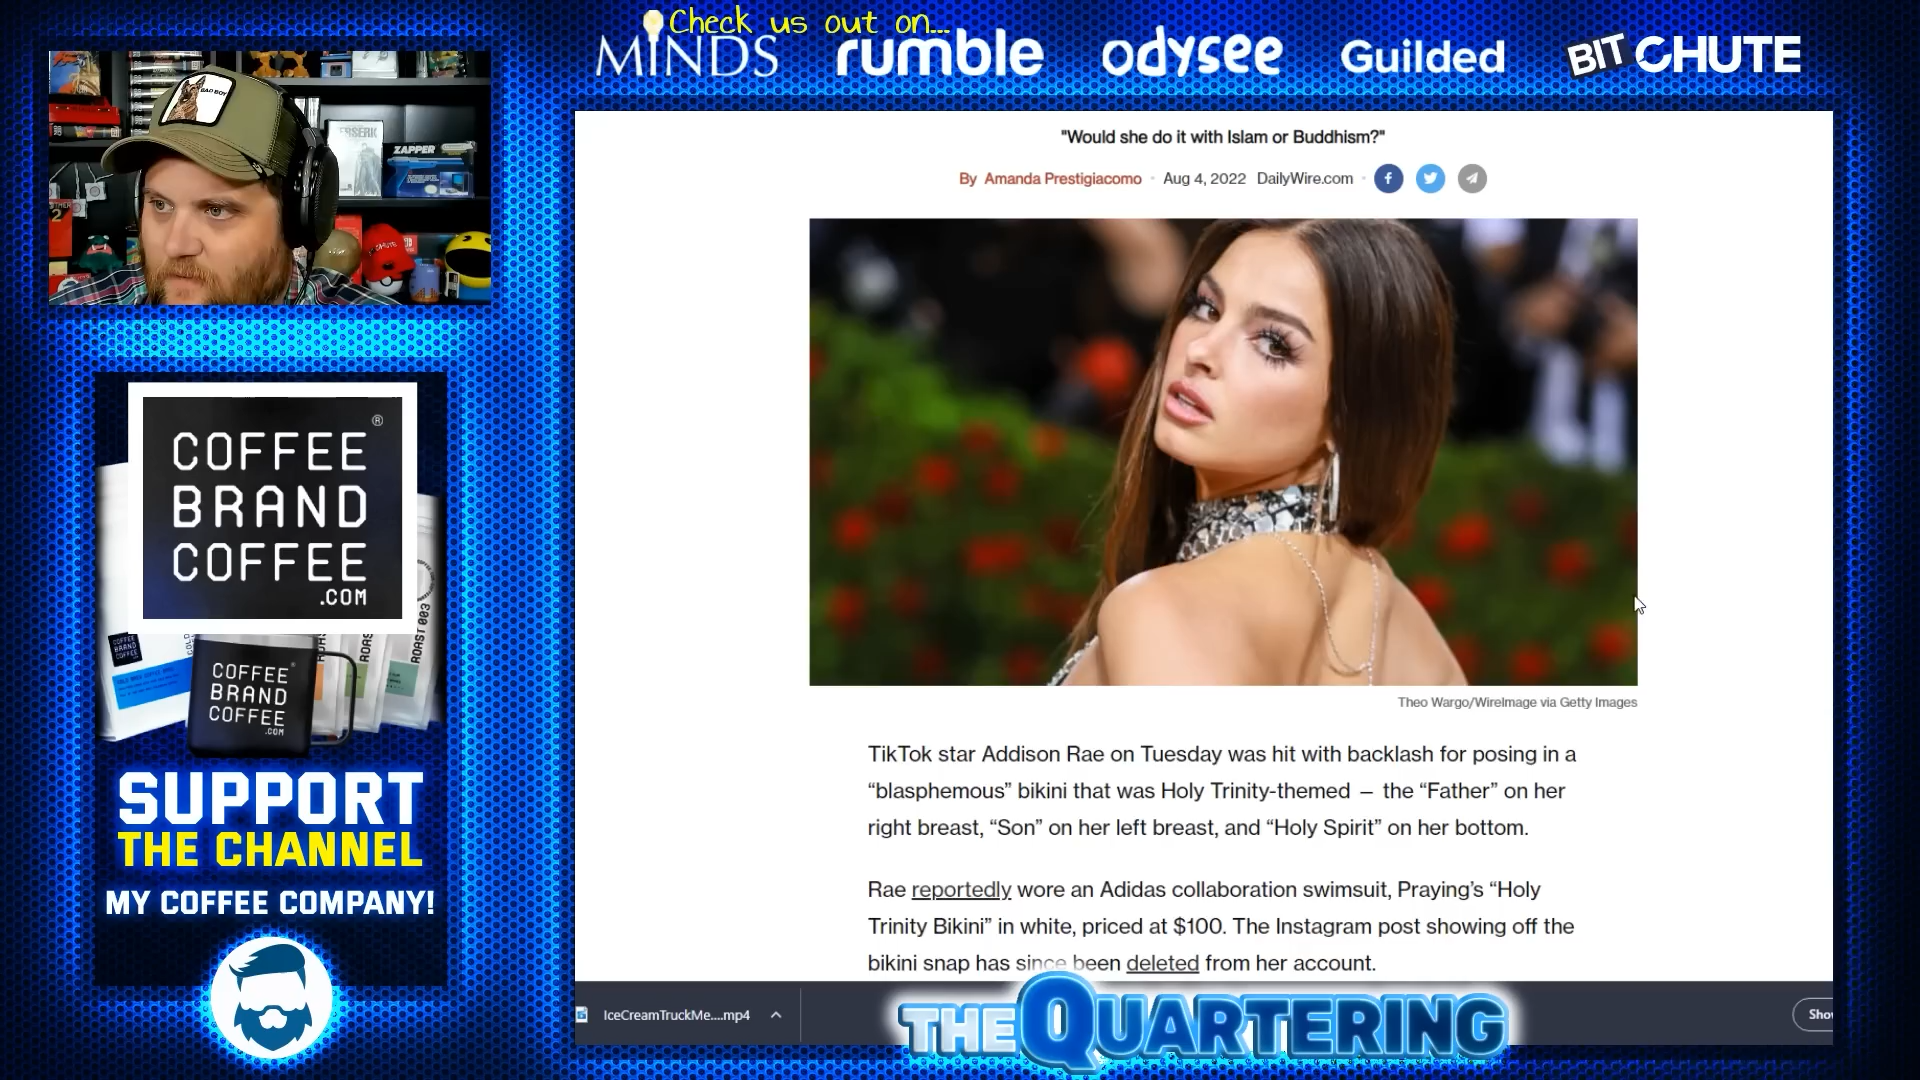 Check us out on...
MINDS
rumble
odysee
Guilded
BIT CHUTE
BAD BOY
BERSERK
ZAPPER
"Would she do it with Islam or Buddhism?"
By Amanda Prestigiacomo · Aug 4, 2022 DailyWire.com ·
COFFEE
BRAND
COFFEE
.COM
®
ROAST 003
COFFEE
BRAND
COFFEE
.COM
SUPPORT
THE CHANNEL
MY COFFEE COMPANY!
Theo Wargo/WireImage via Getty Images
TikTok star Addison Rae on Tuesday was hit with backlash for posing in a
“blasphemous” bikini that was Holy Trinity-themed — the “Father” on her
right breast, “Son” on her left breast, and “Holy Spirit” on her bottom.
Rae reportedly wore an Adidas collaboration swimsuit, Praying’s “Holy
Trinity Bikini” in white, priced at $100. The Instagram post showing off the
bikini snap has since been deleted from her account.
IceCreamTruckMe....mp4
Show
THE QUARTERING